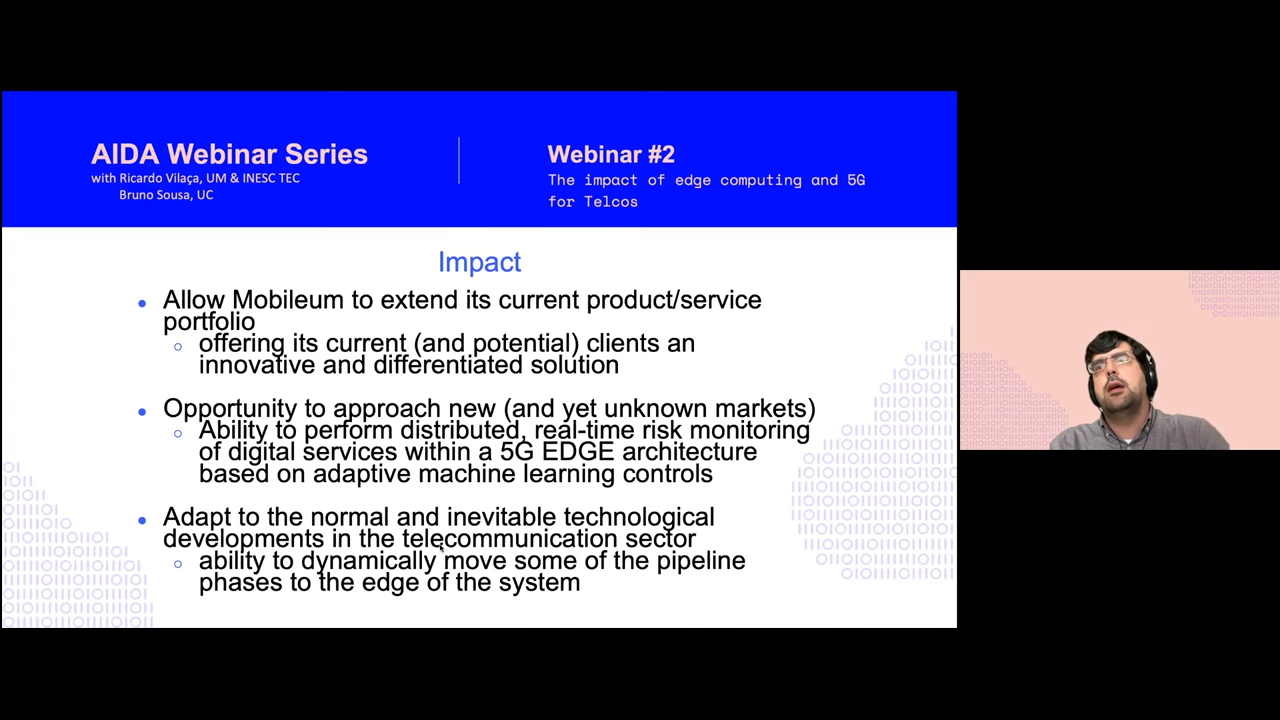 AIDA Webinar Series
with Ricardo Vilaça, UM & INESC TEC
Bruno Sousa, UC
Webinar #2
The impact of edge computing and 5G
for Telcos
Impact
• Allow Mobileum to extend its current product/service
portfolio
○ offering its current (and potential) clients an
innovative and differentiated solution
• Opportunity to approach new (and yet unknown markets)
○ Ability to perform distributed, real-time risk monitoring
of digital services within a 5G EDGE architecture
based on adaptive machine learning controls
• Adapt to the normal and inevitable technological
developments in the telecommunication sector
○ ability to dynamically move some of the pipeline
phases to the edge of the system